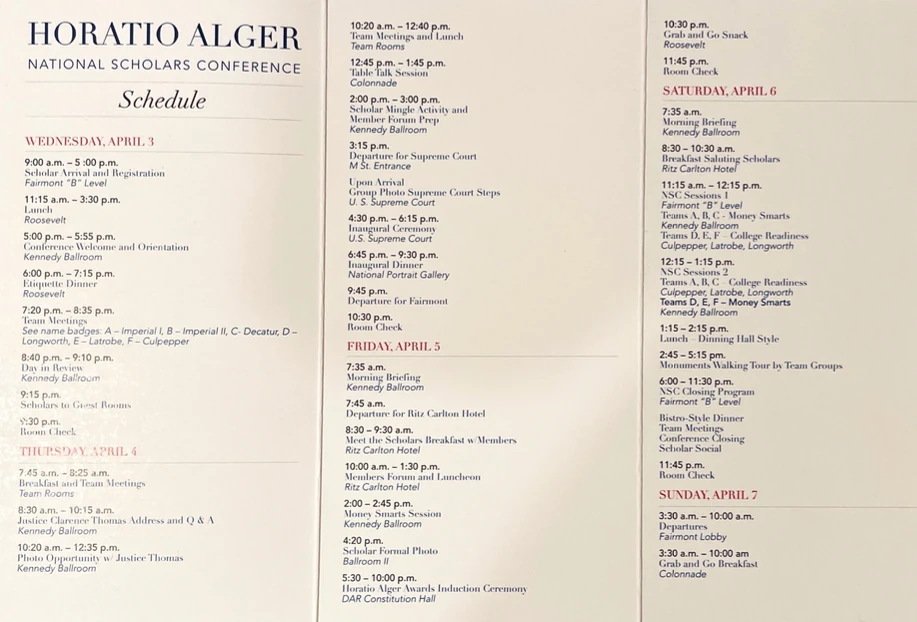 HORATIO ALGER
NATIONAL SCHOLARS CONFERENCE
Schedule
WEDNESDAY, APRIL 3
9:00 a.m. – 5 :00 p.m.
Scholar Arrival and Registration
Fairmont "B" Level
11:15 a.m. – 3:30 p.m.
Lunch
Roosevelt
5:00 p.m. – 5:55 p.m.
Conference Welcome and Orientation
Kennedy Ballroom
6:00 p.m. – 7:15 p.m.
Etiquette Dinner
Roosevelt
7:20 p.m. – 8:35 p.m.
Team Meetings
See name badges: A – Imperial I, B – Imperial II, C- Decatur, D –
Longworth, E – Latrobe, F – Culpepper
8:40 p.m. – 9:10 p.m.
Day in Review
Kennedy Ballroom
9:15 p.m.
Scholars to Guest Rooms
9:30 p.m.
Room Check
THURSDAY, APRIL 4
7:45 a.m. – 8:25 a.m.
Breakfast and Team Meetings
Team Rooms
8:30 a.m. – 10:15 a.m.
Justice Clarence Thomas Address and Q & A
Kennedy Ballroom
10:20 a.m. – 12:35 p.m.
Photo Opportunity w/ Justice Thomas
Kennedy Ballroom
10:20 a.m. – 12:40 p.m.
Team Meetings and Lunch
Team Rooms
12:45 p.m. – 1:45 p.m.
Table Talk Session
Colonnade
2:00 p.m. – 3:00 p.m.
Scholar Mingle Activity and
Member Forum Prep
Kennedy Ballroom
3:15 p.m.
Departure for Supreme Court
M St. Entrance
Upon Arrival
Group Photo Supreme Court Steps
U. S. Supreme Court
4:30 p.m. – 6:15 p.m.
Inaugural Ceremony
U.S. Supreme Court
6:45 p.m. – 9:30 p.m.
Inaugural Dinner
National Portrait Gallery
9:45 p.m.
Departure for Fairmont
10:30 p.m.
Room Check
FRIDAY, APRIL 5
7:35 a.m.
Morning Briefing
Kennedy Ballroom
7:45 a.m.
Departure for Ritz Carlton Hotel
8:30 – 9:30 a.m.
Meet the Scholars Breakfast w/Members
Ritz Carlton Hotel
10:00 a.m. – 1:30 p.m.
Members Forum and Luncheon
Ritz Carlton Hotel
2:00 – 2:45 p.m.
Money Smarts Session
Kennedy Ballroom
4:20 p.m.
Scholar Formal Photo
Ballroom II
5:30 – 10:00 p.m.
Horatio Alger Awards Induction Ceremony
DAR Constitution Hall
10:30 p.m.
Grab and Go Snack
Roosevelt
11:45 p.m.
Room Check
SATURDAY, APRIL 6
7:35 a.m.
Morning Briefing
Kennedy Ballroom
8:30 – 10:30 a.m.
Breakfast Saluting Scholars
Ritz Carlton Hotel
11:15 a.m. – 12:15 p.m.
NSC Sessions 1
Fairmont "B" Level
Teams A, B, C - Money Smarts
Kennedy Ballroom
Teams D, E, F – College Readiness
Culpepper, Latrobe, Longworth
12:15 – 1:15 p.m.
NSC Sessions 2
Teams A, B, C – College Readiness
Culpepper, Latrobe, Longworth
Teams D, E, F – Money Smarts
Kennedy Ballroom
1:15 – 2:15 p.m.
Lunch – Dinning Hall Style
2:45 – 5:15 pm.
Monuments Walking Tour by Team Groups
6:00 – 11:30 p.m.
NSC Closing Program
Fairmont "B" Level
Bistro-Style Dinner
Team Meetings
Conference Closing
Scholar Social
11:45 p.m.
Room Check
SUNDAY, APRIL 7
3:30 a.m. – 10:00 a.m.
Departures
Fairmont Lobby
3:30 a.m. – 10:00 am
Grab and Go Breakfast
Colonnade